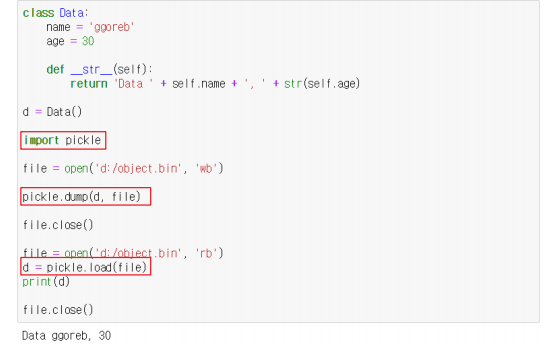 class Data:
    name = 'ggoreb'
    age = 30
    def __str__(self):
        return 'Data ' + self.name + ', ' + str(self.age)
d = Data()
import pickle
file = open('d:/object.bin', 'wb')
pickle.dump(d, file)
file.close()
file = open('d:/object.bin', 'rb')
d = pickle.load(file)
print(d)
file.close()
Data ggoreb, 30